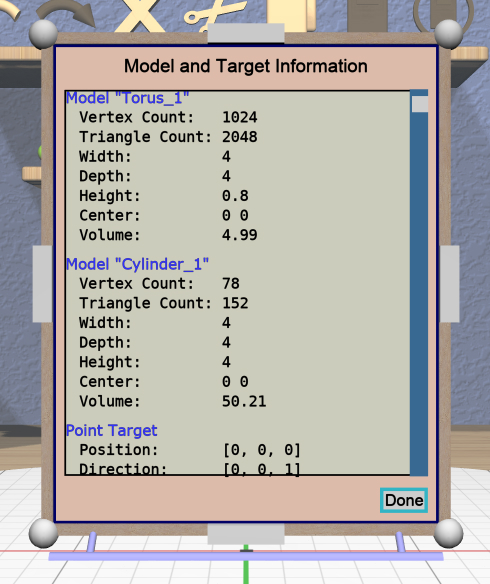 Model and Target Information
Model "Torus_1"
Vertex Count: 1024
Triangle Count: 2048
Width: 4
Depth: 4
Height: 0.8
Center: 0 0
Volume: 4.99
Model "Cylinder_1"
Vertex Count: 78
Triangle Count: 152
Width: 4
Depth: 4
Height: 4
Center: 0 0
Volume: 50.21
Point Target
Position: [0, 0, 0]
Direction: [0, 0, 1]
Done